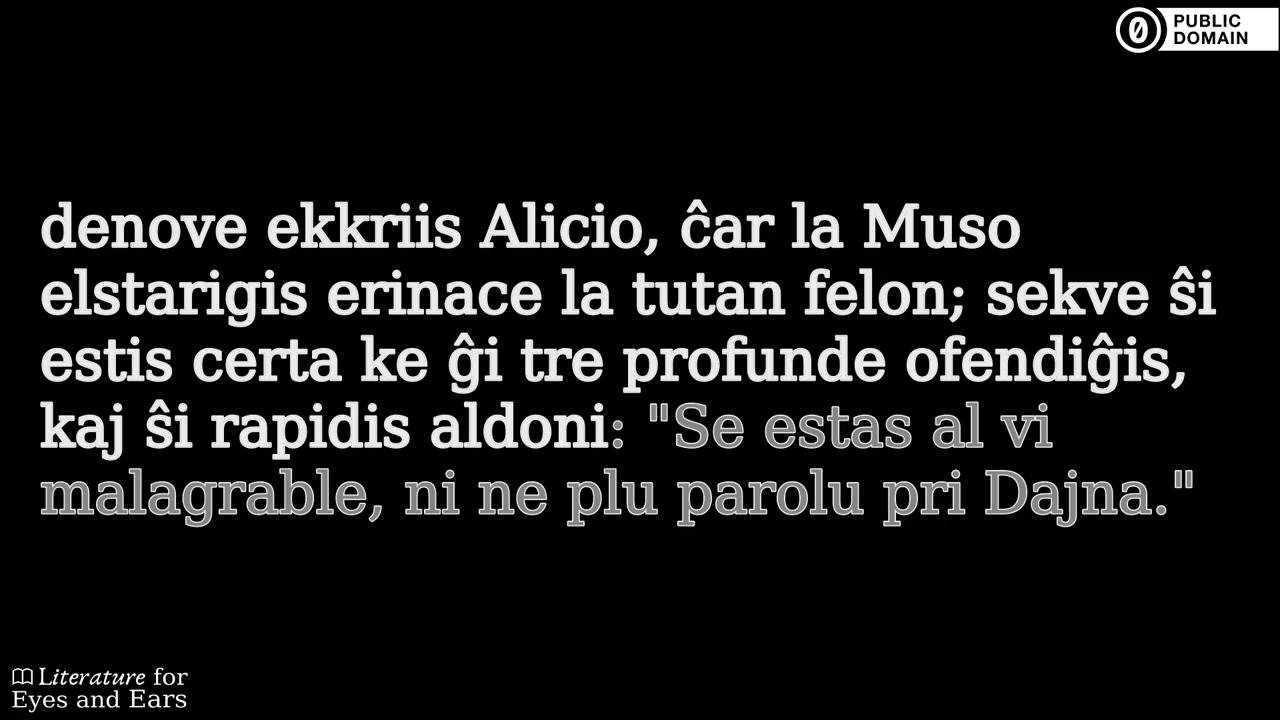 PUBLIC
DOMAIN
denove ekkriis Alicio, ĉar la Muso
elstarigis erinace la tutan felon; sekve ŝi
estis certa ke ĝi tre profunde ofendiĝis,
kaj ŝi rapidis aldoni: "Se estas al vi
malagrable, ni ne plu parolu pri Dajna."
Literature for
Eyes and Ears